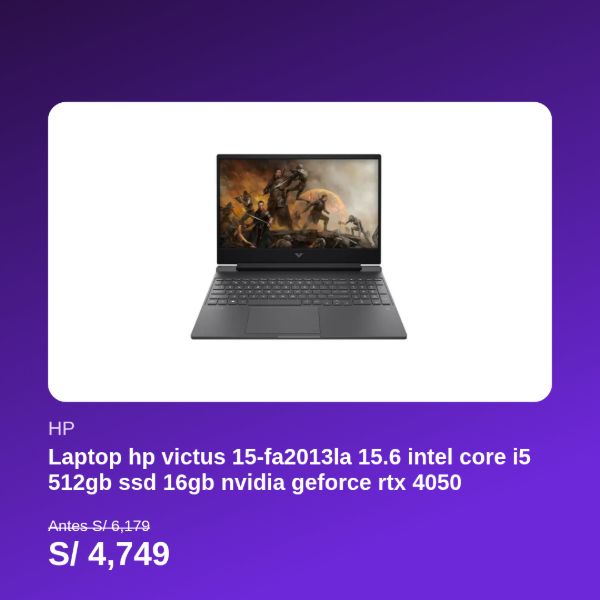 HP
Laptop hp victus 15-fa2013la 15.6 intel core i5
512gb ssd 16gb nvidia geforce rtx 4050
Antes S/ 6,179
S/ 4,749